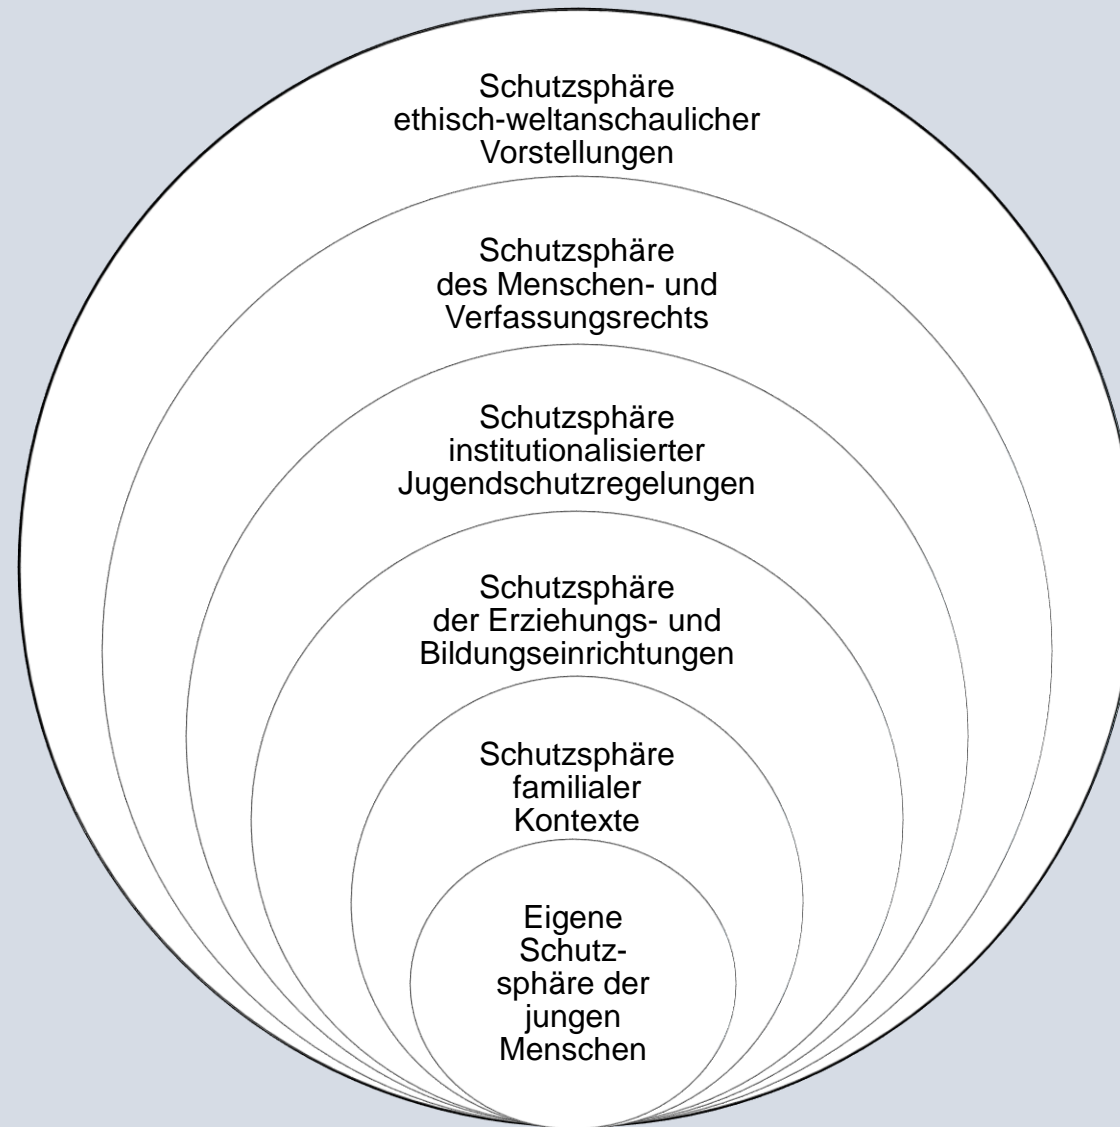 Schutzsphäre
ethisch-weltanschaulicher
Vorstellungen
Schutzsphäre
des Menschen- und
Verfassungsrechts
Schutzsphäre
institutionalisierter
Jugendschutzregelungen
Schutzsphäre
der Erziehungs- und
Bildungseinrichtungen
Schutzsphäre
familialer
Kontexte
Eigene
Schutz-
sphäre der
jungen
Menschen